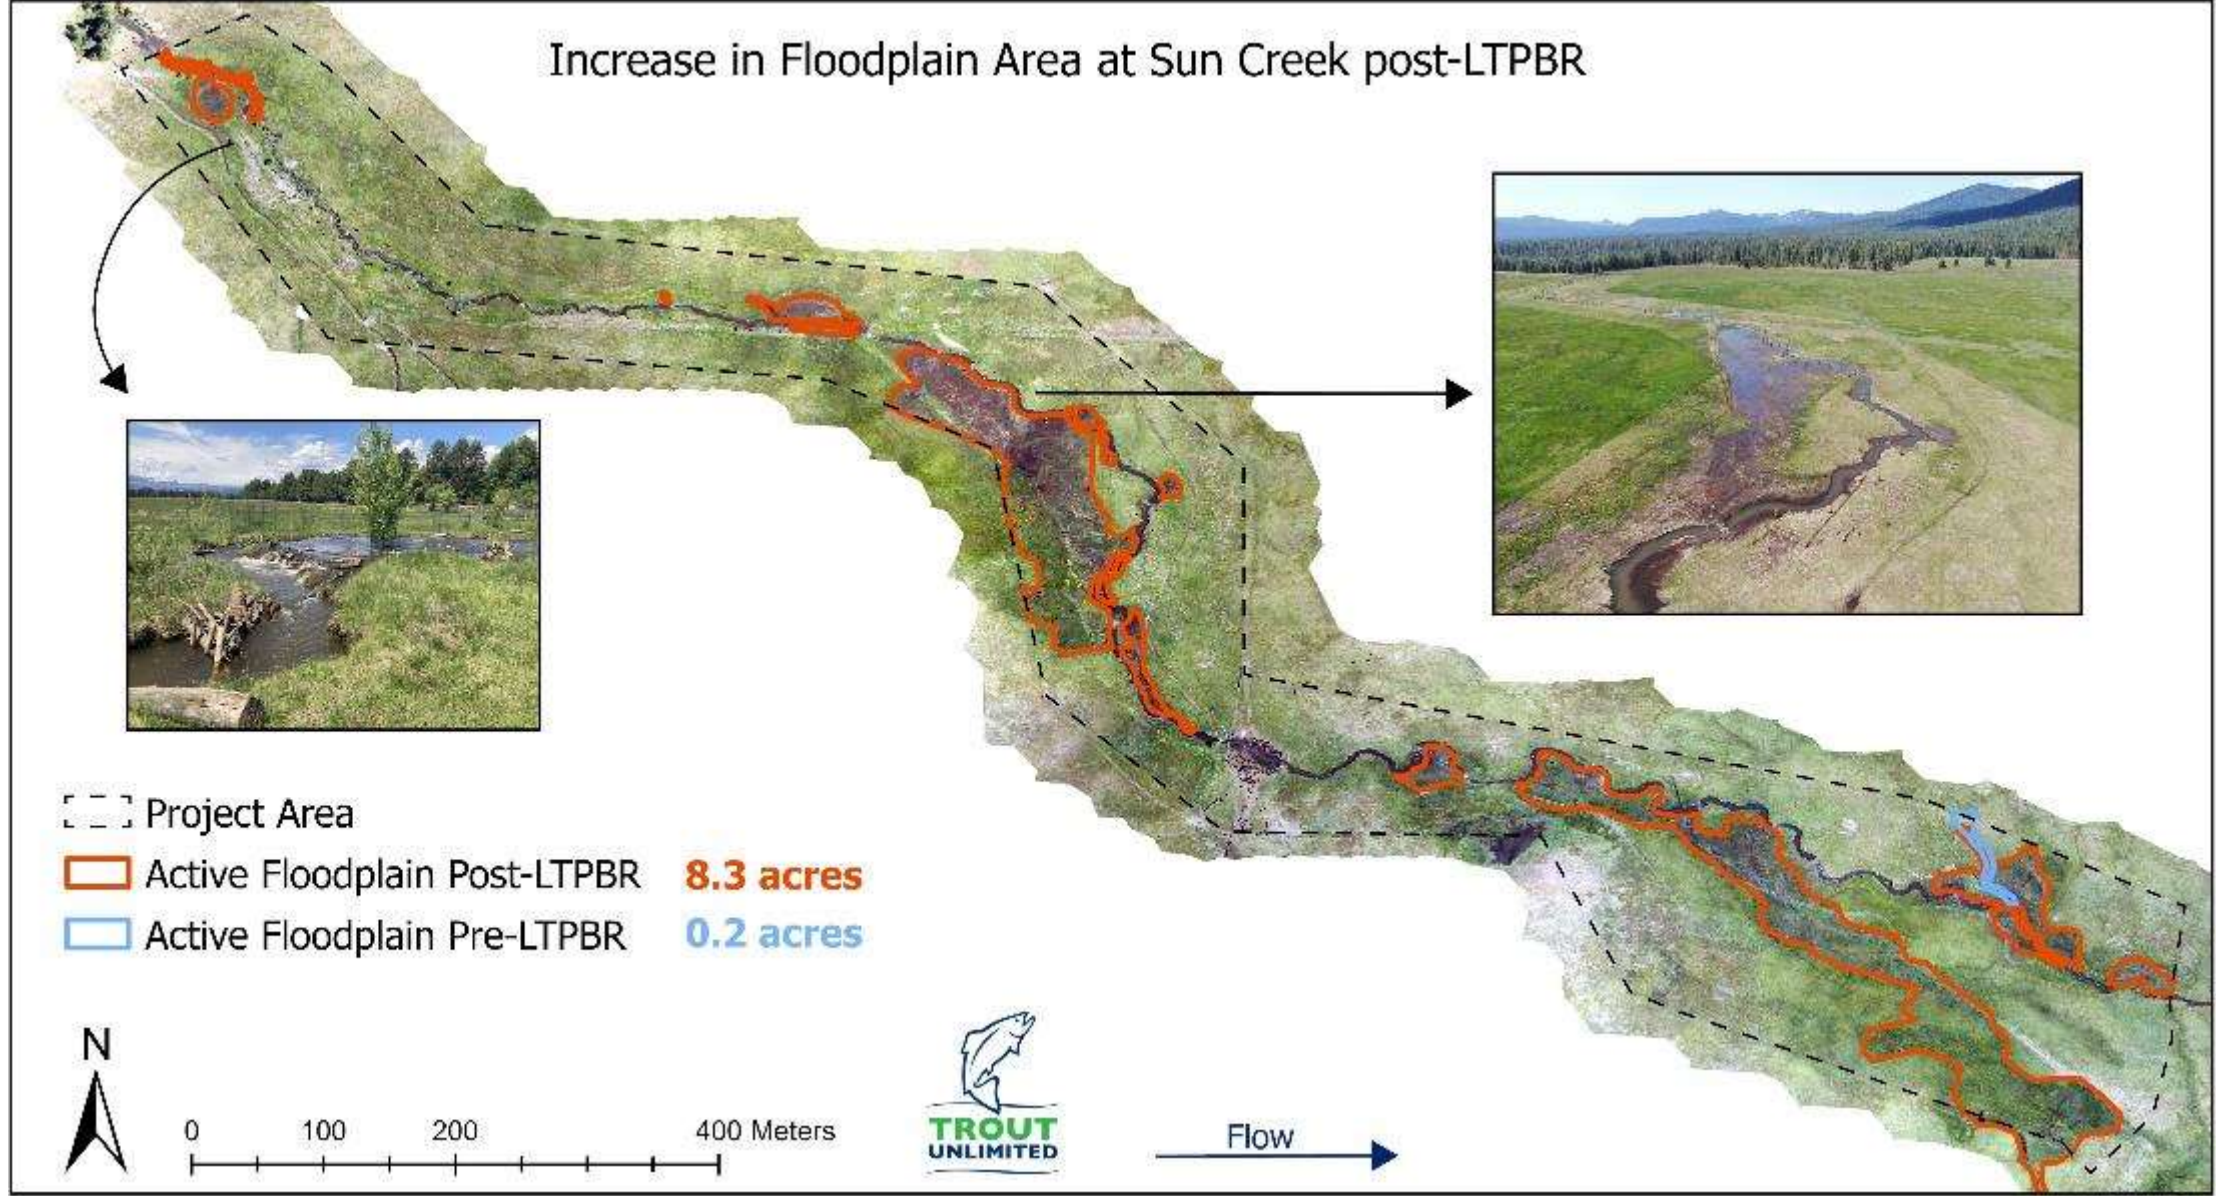 Increase in Floodplain Area at Sun Creek post-LTPBR
Project Area
Active Floodplain Post-LTPBR 8.3 acres
Active Floodplain Pre-LTPBR 0.2 acres
N
0 100 200 400 Meters
TROUT
UNLIMITED
Flow